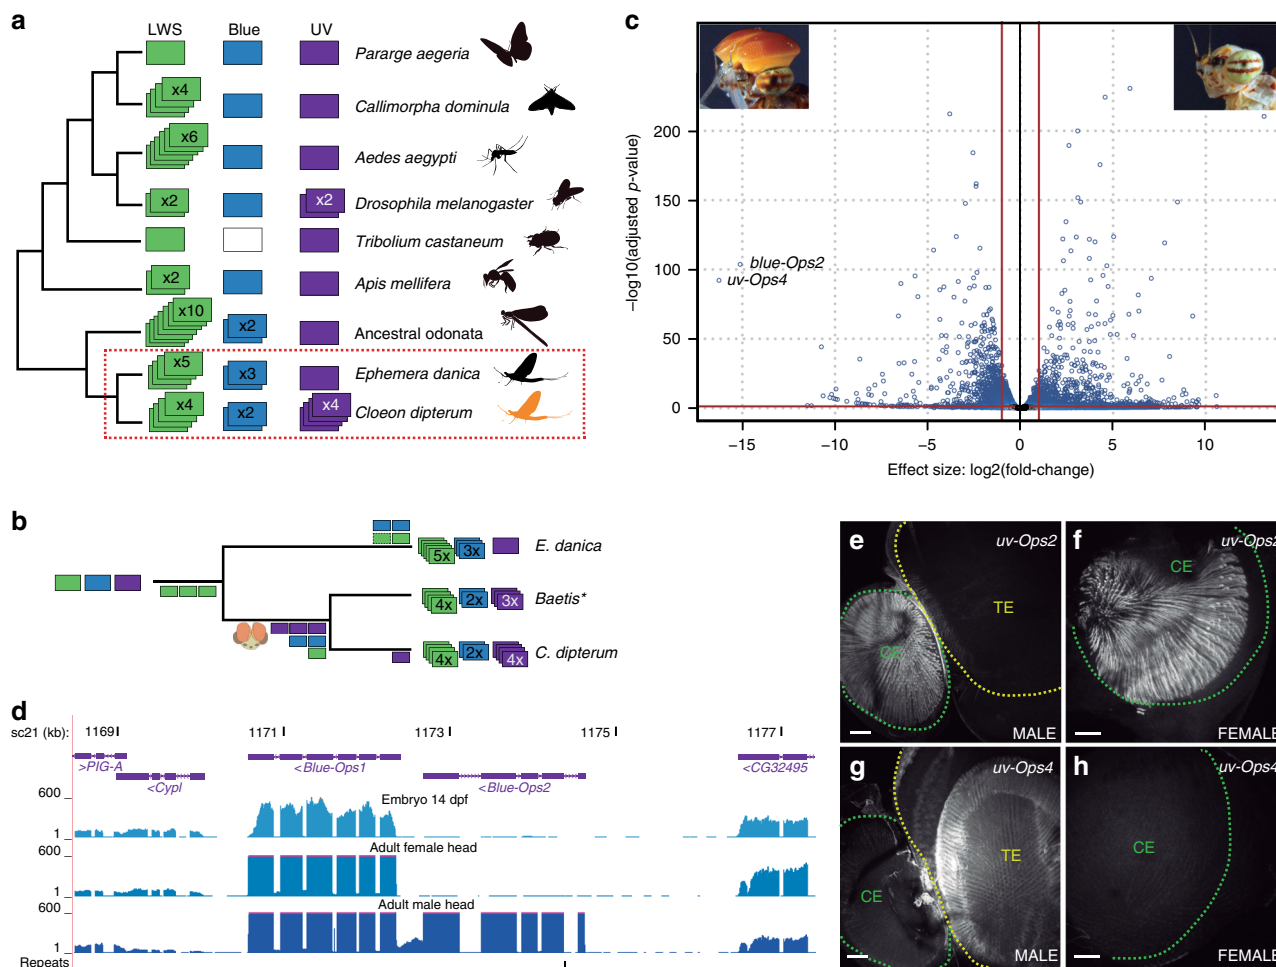 a
LWS Blue UV
Pararge aegeria
x4
Callimorpha dominula
x6
Aedes aegypti
x2 x2
Drosophila melanogaster
Tribolium castaneum
x2
Apis mellifera
x10 x2
Ancestral odonata
x5 x3
Ephemera danica
x4 x2 x4
Cloeon dipterum
b
5x 3x
E. danica
4x 2x 3x
Baetis*
4x 2x 4x
C. dipterum
c
−log10(adjusted p-value)
200
150
100
50
0
blue-Ops2
uv-Ops4
−15 −10 −5 0 5 10
Effect size: log2(fold-change)
d
sc21 (kb): 1169 1171 1173 1175 1177
>PIG-A
<Cypl
<Blue-Ops1
<Blue-Ops2
<CG32495
600
Embryo 14 dpf
1
600
Adult female head
1
600
Adult male head
1
Repeats
e
uv-Ops2
TE
CE
MALE
f
uv-Ops2
CE
FEMALE
g
uv-Ops4
TE
CE
MALE
h
uv-Ops4
CE
FEMALE